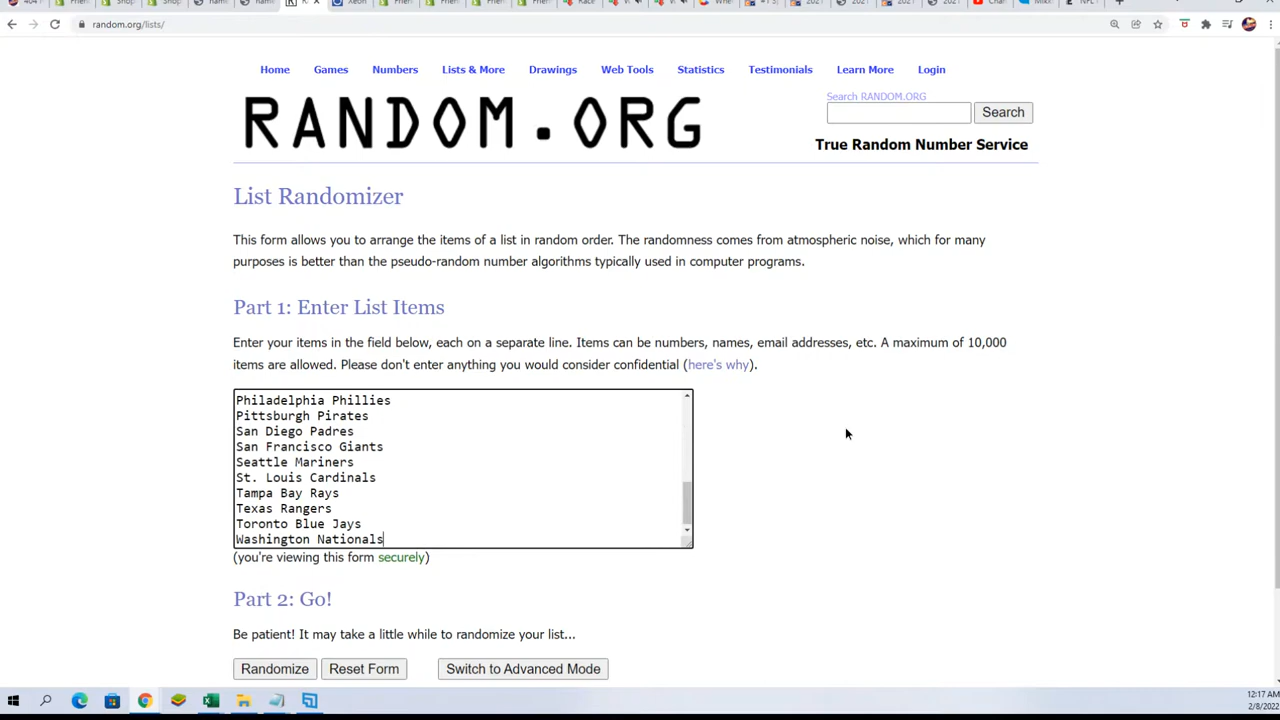 random.org/lists/
Home Games Numbers Lists & More Drawings Web Tools Statistics Testimonials Learn More Login
RANDOM.ORG
Search RANDOM.ORG
Search
True Random Number Service
List Randomizer
This form allows you to arrange the items of a list in random order. The randomness comes from atmospheric noise, which for many
purposes is better than the pseudo-random number algorithms typically used in computer programs.
Part 1: Enter List Items
Enter your items in the field below, each on a separate line. Items can be numbers, names, email addresses, etc. A maximum of 10,000
items are allowed. Please don't enter anything you would consider confidential (here's why).
Philadelphia Phillies
Pittsburgh Pirates
San Diego Padres
San Francisco Giants
Seattle Mariners
St. Louis Cardinals
Tampa Bay Rays
Texas Rangers
Toronto Blue Jays
Washington Nationals
(you're viewing this form securely)
Part 2: Go!
Be patient! It may take a little while to randomize your list...
Randomize Reset Form Switch to Advanced Mode
12:17 AM
2/8/2022